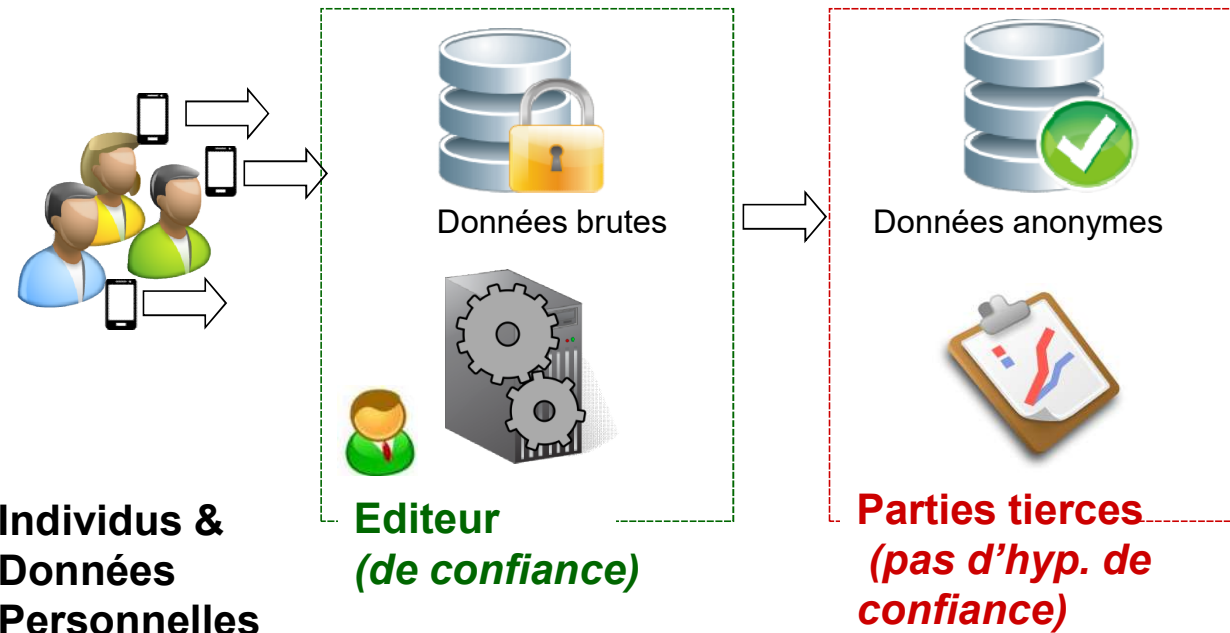 Données brutes
Données anonymes
Individus &
Données
Personnelles
Editeur
(de confiance)
Parties tierces
(pas d'hyp. de
confiance)